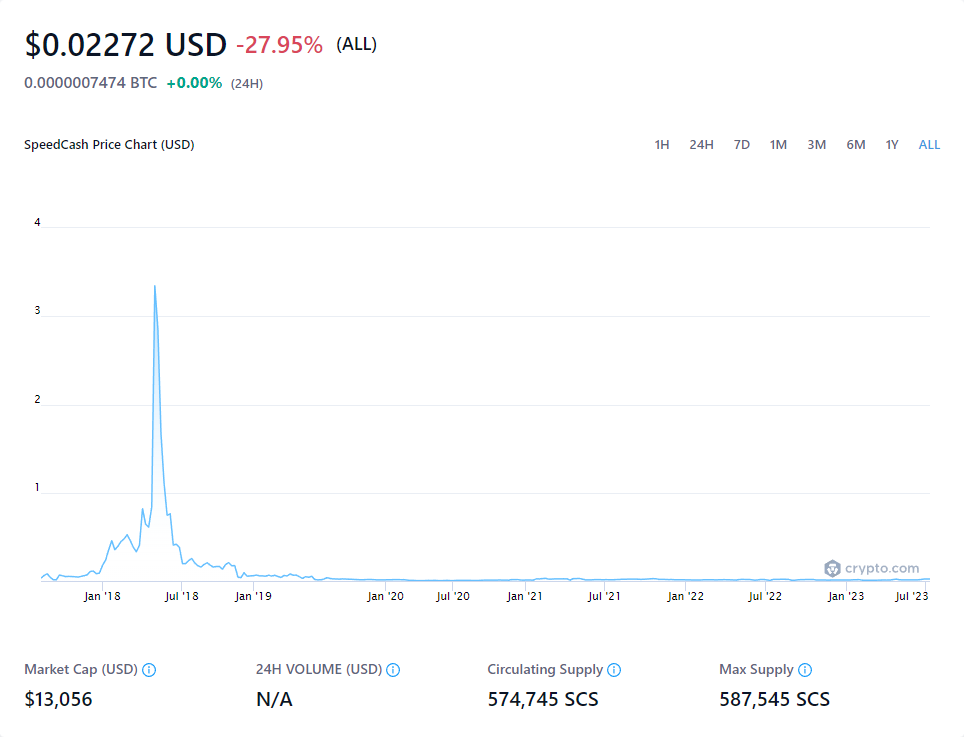 $0.02272 USD -27.95% (ALL)
0.0000007474 BTC +0.00% (24H)
SpeedCash Price Chart (USD) 1H 24H 7D 1M 3M 6M 1Y ALL
4
3
2
1
crypto.com
Jan '18 Jul '18 Jan '19 Jan '20 Jul '20 Jan '21 Jul '21 Jan '22 Jul '22 Jan '23 Jul '23
Market Cap (USD) 24H VOLUME (USD) Circulating Supply Max Supply
$13,056 N/A 574,745 SCS 587,545 SCS